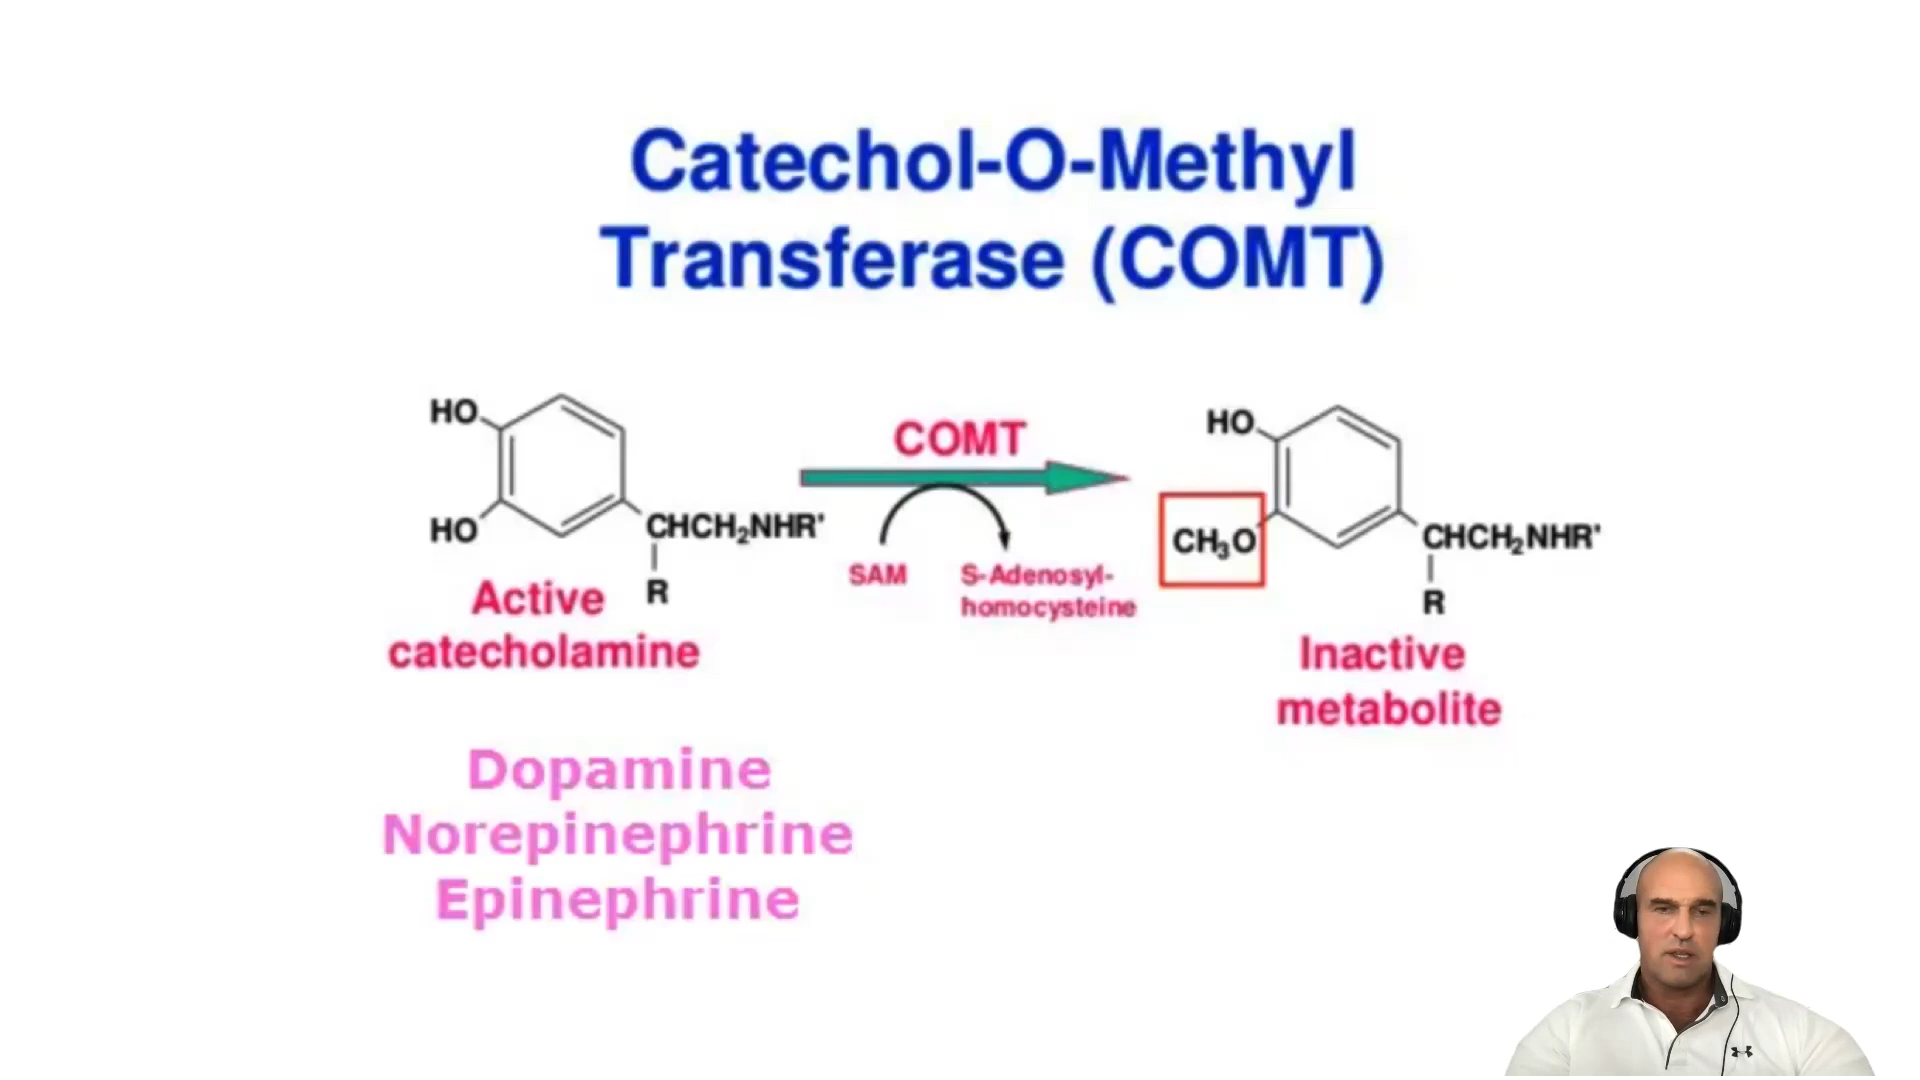 Catechol-O-Methyl
Transferase (COMT)
HO
HO
CHCH₂NHR'
R
Active
catecholamine
COMT
SAM
S-Adenosyl-
homocysteine
HO
CH₃O
CHCH₂NHR'
R
Inactive
metabolite
Dopamine
Norepinephrine
Epinephrine